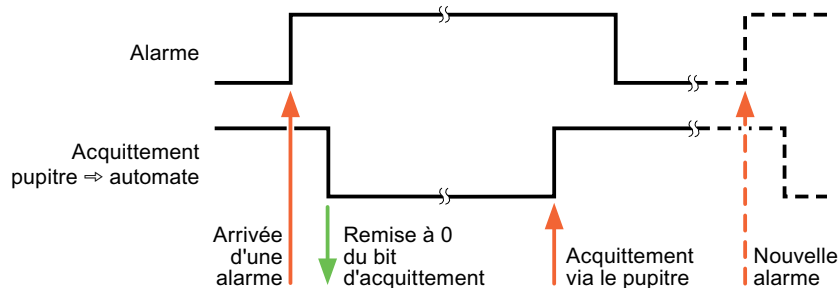 Alarme
Acquittement
pupitre ⇨ automate
Arrivée
d'une
alarme
Remise à 0
du bit
d'acquittement
Acquittement
via le pupitre
Nouvelle
alarme